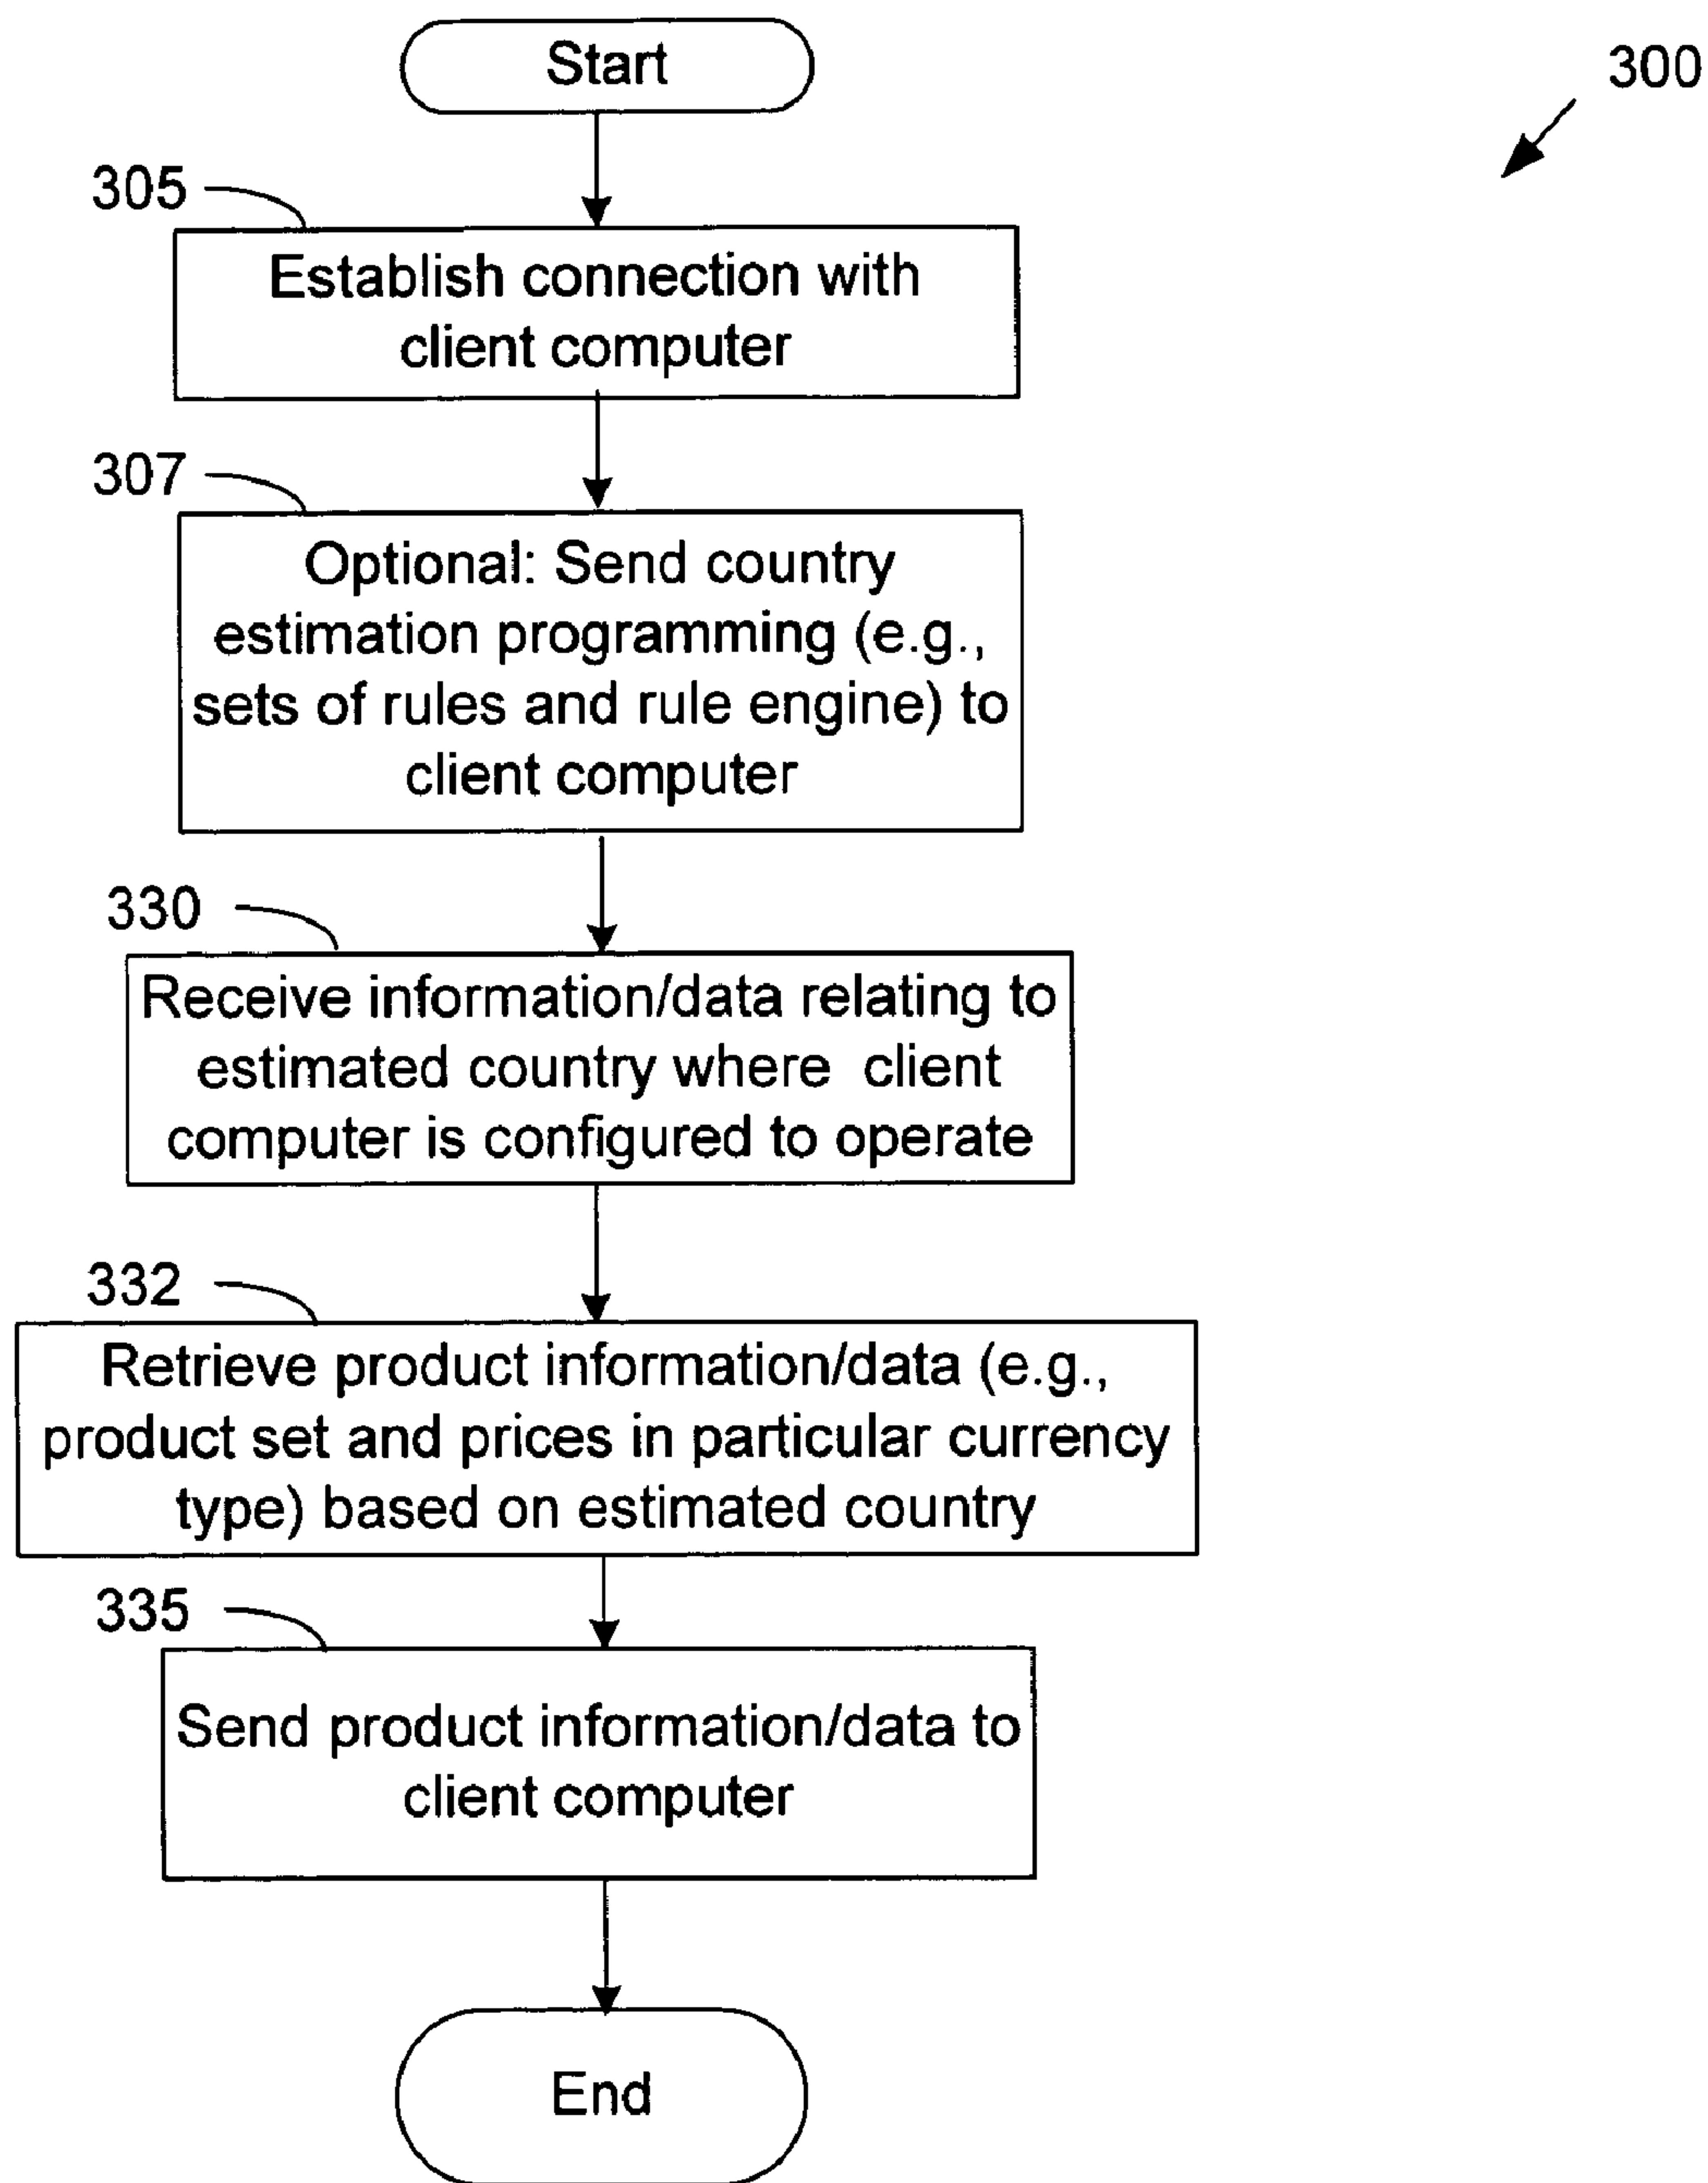 Start
300
305
Establish connection with
client computer
307
Optional: Send country
estimation programming (e.g.,
sets of rules and rule engine) to
client computer
330
Receive information/data relating to
estimated country where client
computer is configured to operate
332
Retrieve product information/data (e.g.,
product set and prices in particular currency
type) based on estimated country
335
Send product information/data to
client computer
End